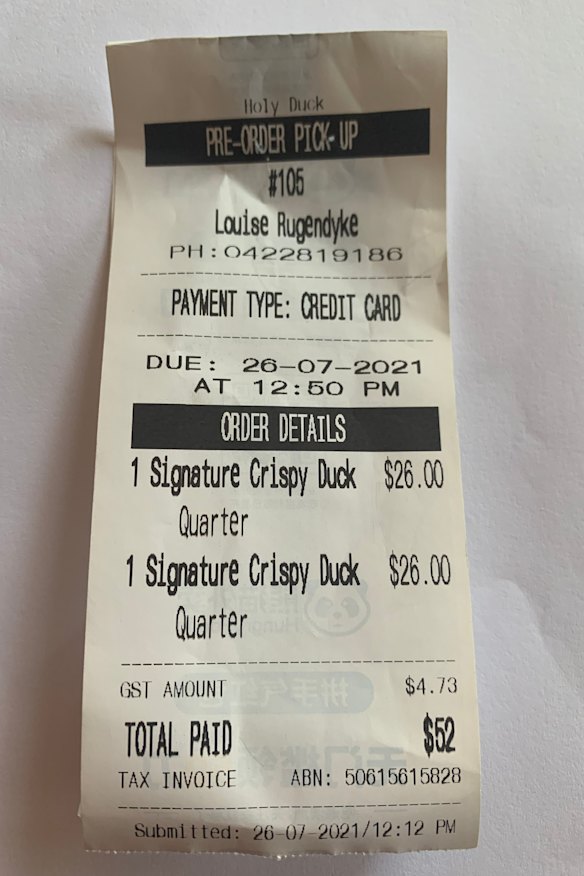 Holy Duck
PRE-ORDER PICK-UP
#105
Louise Rugendyke
PH:0422819186
PAYMENT TYPE: CREDIT CARD
DUE: 26-07-2021
AT 12:50 PM
ORDER DETAILS
1 Signature Crispy Duck $26.00
Quarter
1 Signature Crispy Duck $26.00
Quarter
GST AMOUNT $4.73
TOTAL PAID $52
TAX INVOICE ABN: 50615615828
Submitted: 26-07-2021/12:12 PM